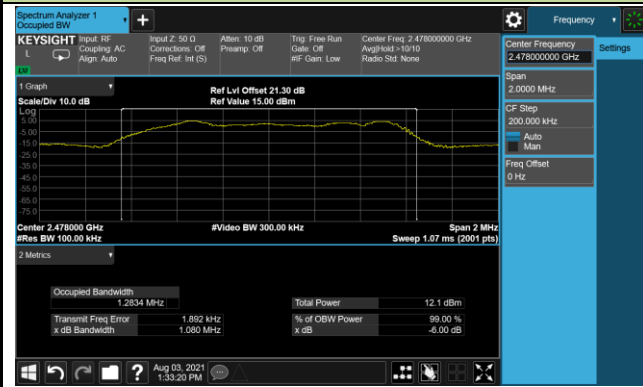 Spectrum Analyzer 1
Occupied BW
Frequency
KEYSIGHT
L
Input: RF
Coupling: AC
Align: Auto
Input Z: 50 Ω
Corrections: Off
Freq Ref: Int (S)
Atten: 10 dB
Preamp: Off
Trig: Free Run
Gate: Off
#IF Gain: Low
Center Freq: 2.478000000 GHz
Avg|Hold:>10/10
Radio Std: None
Center Frequency
2.478000000 GHz
Settings
Span
2.0000 MHz
CF Step
200.000 kHz
Auto
Man
Freq Offset
0 Hz
1 Graph
Scale/Div 10.0 dB
Ref Lvl Offset 21.30 dB
Ref Value 15.00 dBm
Log
5.00
-5.00
-15.0
-25.0
-35.0
-45.0
-55.0
-65.0
-75.0
Center 2.478000 GHz
#Res BW 100.00 kHz
#Video BW 300.00 kHz
Span 2 MHz
Sweep 1.07 ms (2001 pts)
2 Metrics
Occupied Bandwidth
1.2834 MHz
Total Power 12.1 dBm
Transmit Freq Error 1.892 kHz
% of OBW Power 99.00 %
x dB Bandwidth 1.080 MHz
x dB -6.00 dB
Aug 03, 2021
1:33:20 PM